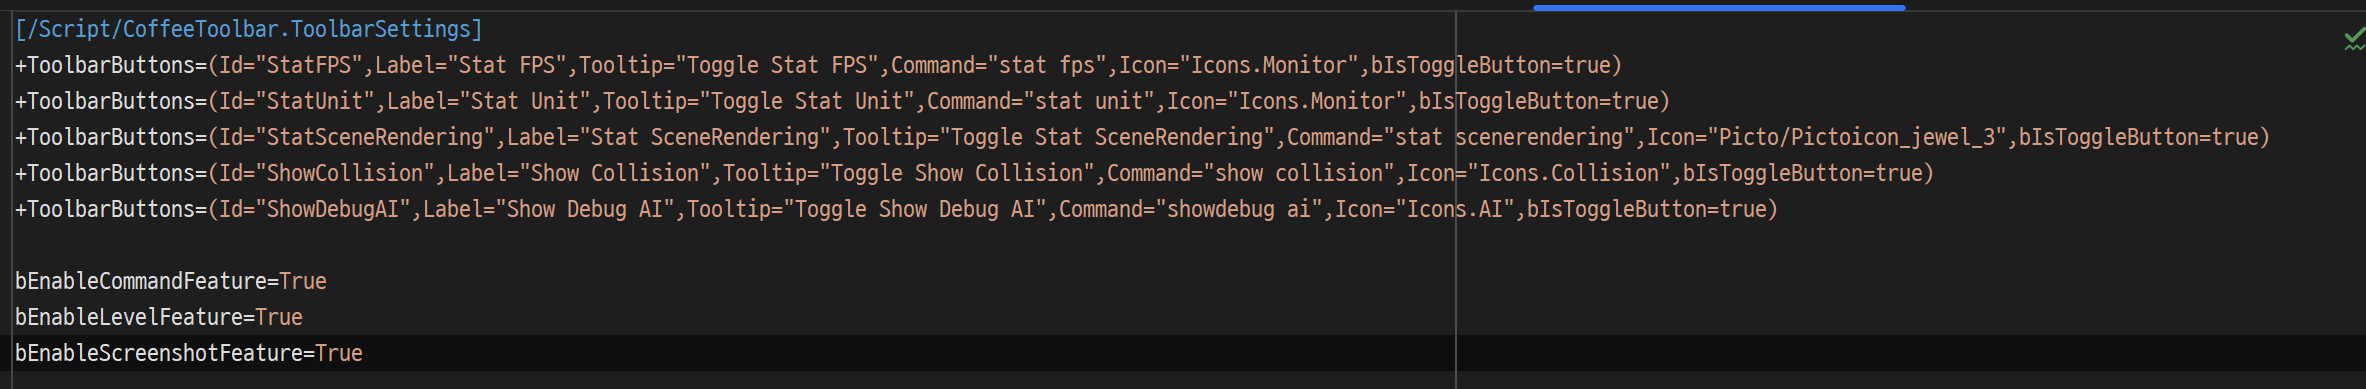 [/Script/CoffeeToolbar.ToolbarSettings]
+ToolbarButtons=(Id="StatFPS",Label="Stat FPS",Tooltip="Toggle Stat FPS",Command="stat fps",Icon="Icons.Monitor",bIsToggleButton=true)
+ToolbarButtons=(Id="StatUnit",Label="Stat Unit",Tooltip="Toggle Stat Unit",Command="stat unit",Icon="Icons.Monitor",bIsToggleButton=true)
+ToolbarButtons=(Id="StatSceneRendering",Label="Stat SceneRendering",Tooltip="Toggle Stat SceneRendering",Command="stat scenerendering",Icon="Picto/Pictoicon_jewel_3",bIsToggleButton=true)
+ToolbarButtons=(Id="ShowCollision",Label="Show Collision",Tooltip="Toggle Show Collision",Command="show collision",Icon="Icons.Collision",bIsToggleButton=true)
+ToolbarButtons=(Id="ShowDebugAI",Label="Show Debug AI",Tooltip="Toggle Show Debug AI",Command="showdebug ai",Icon="Icons.AI",bIsToggleButton=true)
bEnableCommandFeature=True
bEnableLevelFeature=True
bEnableScreenshotFeature=True